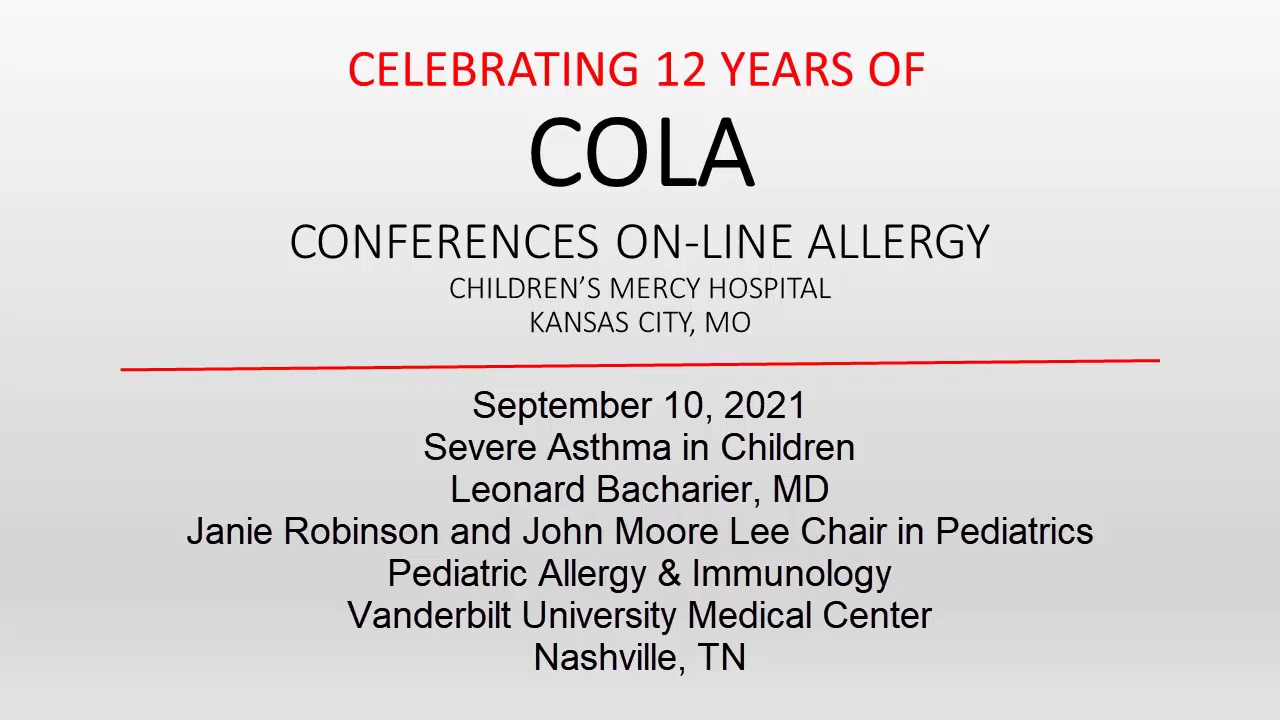 CELEBRATING 12 YEARS OF
COLA
CONFERENCES ON-LINE ALLERGY
CHILDREN’S MERCY HOSPITAL
KANSAS CITY, MO
September 10, 2021
Severe Asthma in Children
Leonard Bacharier, MD
Janie Robinson and John Moore Lee Chair in Pediatrics
Pediatric Allergy & Immunology
Vanderbilt University Medical Center
Nashville, TN